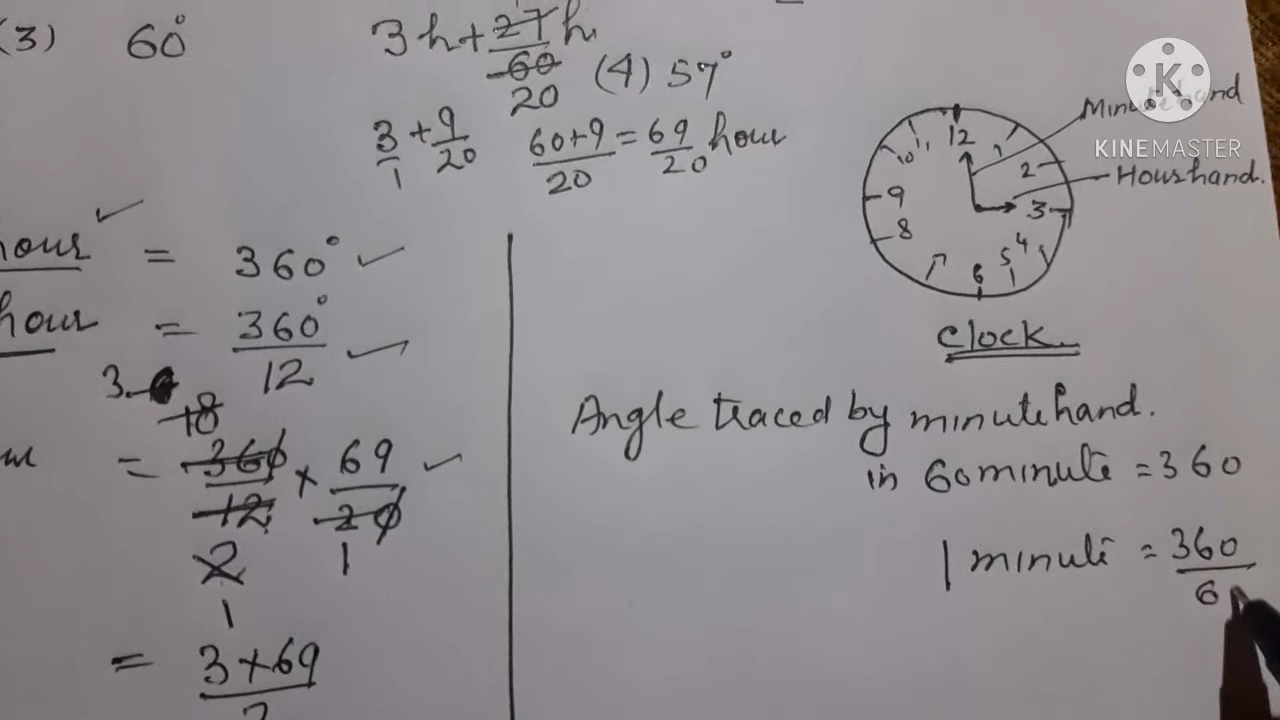 (3) 60°
3h + 27/60 h
20
(4) 57°
3/1 + 9/20
60+9/20 = 69/20 hour
hour = 360°
hour = 360°/12
3.
18
= 360/12 × 69/20
2 1
1
= 3×69/2
12
11 1
10 2
9 3
8 4
5
6
Minute hand
Hour hand.
K
KINEMASTER
Clock.
Angle traced by minute hand.
in 60 minute = 360
1 minute = 360/6